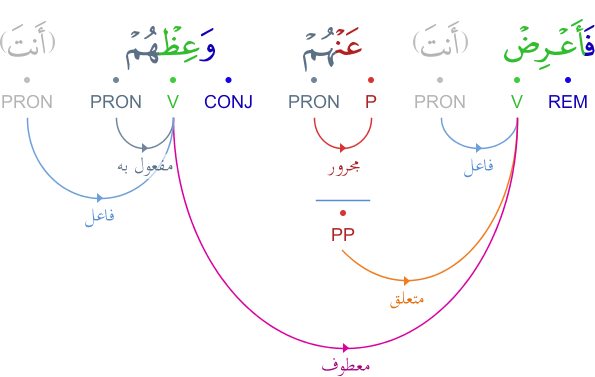 فَأَعْرِضْ (أَنتَ) عَنْهُمْ وَعِظْهُمْ (أَنتَ)
REM V PRON P PRON CONJ V PRON PRON
فاعل مجرور مفعول به
فاعل
PP
متعلق
معطوف